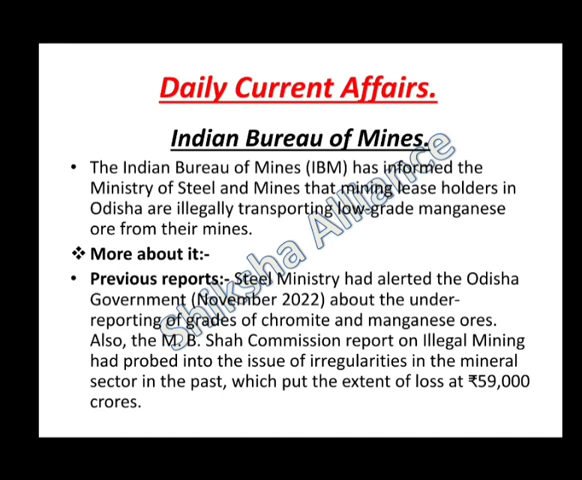 Daily Current Affairs.
Indian Bureau of Mines.
• The Indian Bureau of Mines (IBM) has informed the
Ministry of Steel and Mines that mining lease holders in
Odisha are illegally transporting low-grade manganese
ore from their mines.
❖ More about it:-
• Previous reports:- Steel Ministry had alerted the Odisha
Government (November 2022) about the under-
reporting of grades of chromite and manganese ores.
Also, the M. B. Shah Commission report on Illegal Mining
had probed into the issue of irregularities in the mineral
sector in the past, which put the extent of loss at ₹59,000
crores.
Shiksha Alliance